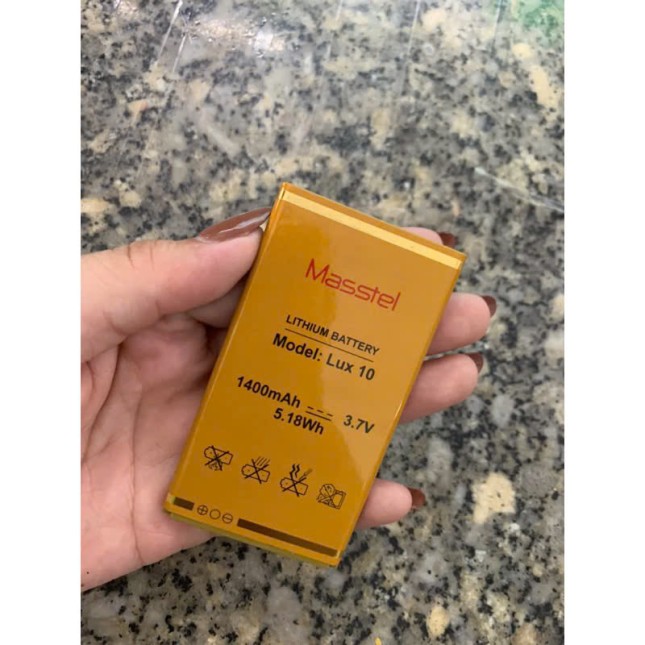 Masstel
LITHIUM BATTERY
Model: Lux 10
1400mAh 3.7V
5.18Wh